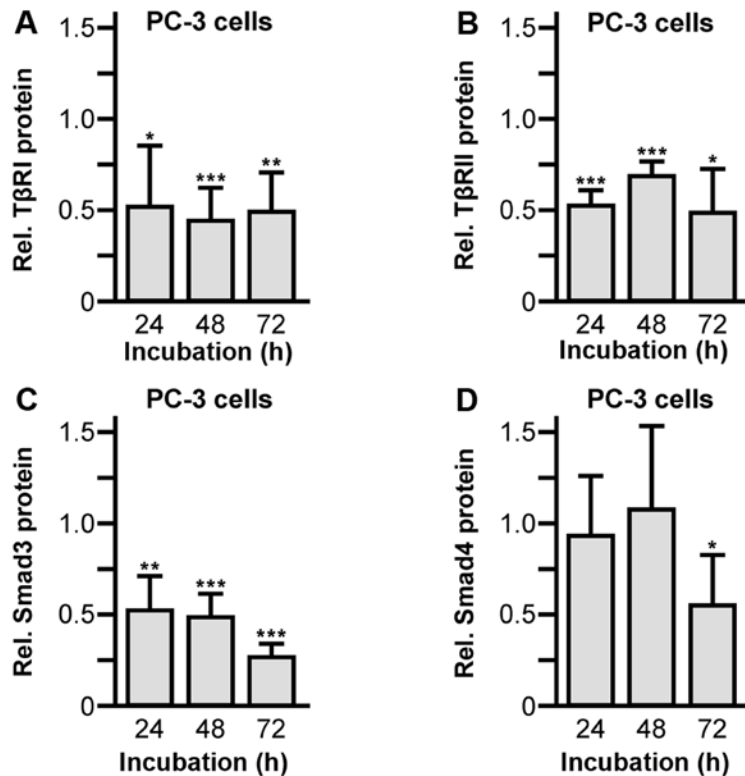 A
PC-3 cells
Rel. TβRI protein
1.5
1.0
0.5
0
*
***
**
24 48 72
Incubation (h)
B
PC-3 cells
Rel. TβRII protein
1.5
1.0
0.5
0
***
***
*
24 48 72
Incubation (h)
C
PC-3 cells
Rel. Smad3 protein
1.5
1.0
0.5
0
**
***
***
24 48 72
Incubation (h)
D
PC-3 cells
Rel. Smad4 protein
1.5
1.0
0.5
0
*
24 48 72
Incubation (h)